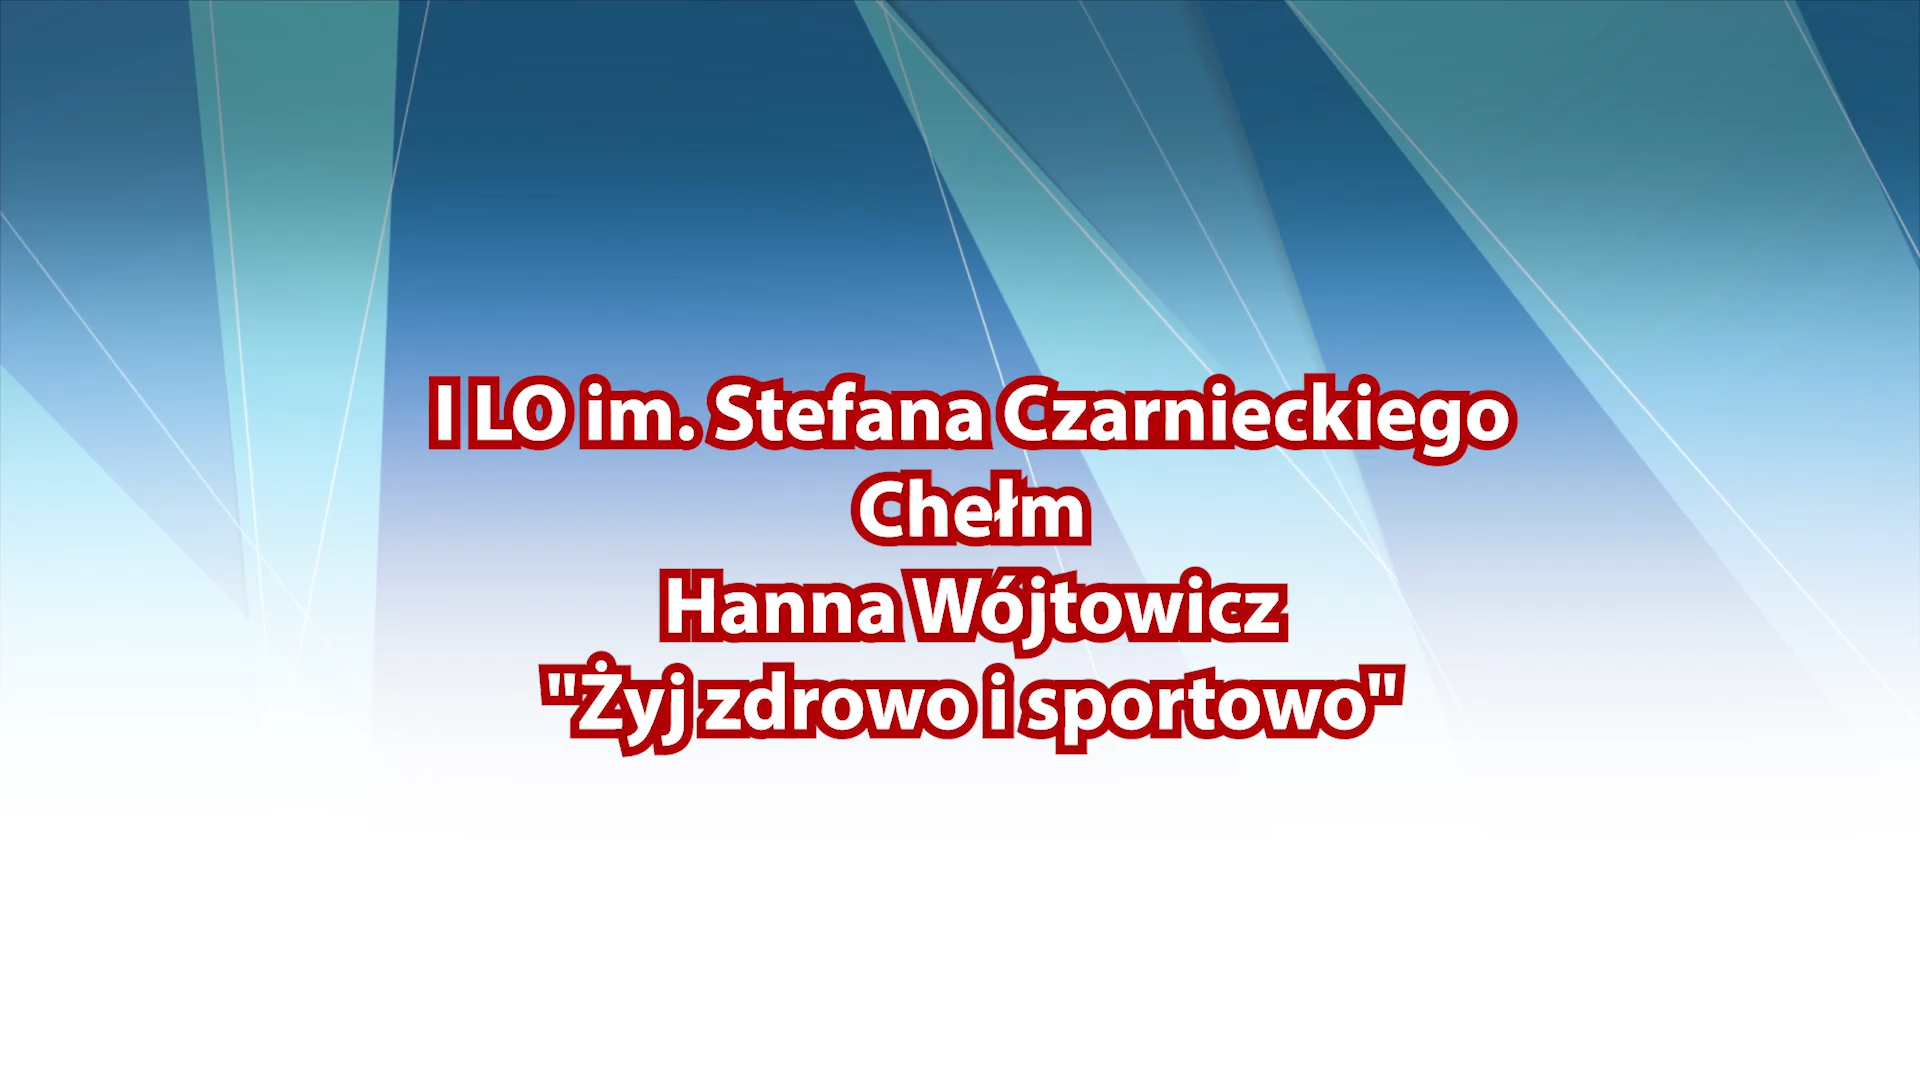 I LO im. Stefana Czarnieckiego
Chełm
Hanna Wójtowicz
"Żyj zdrowo i sportowo"